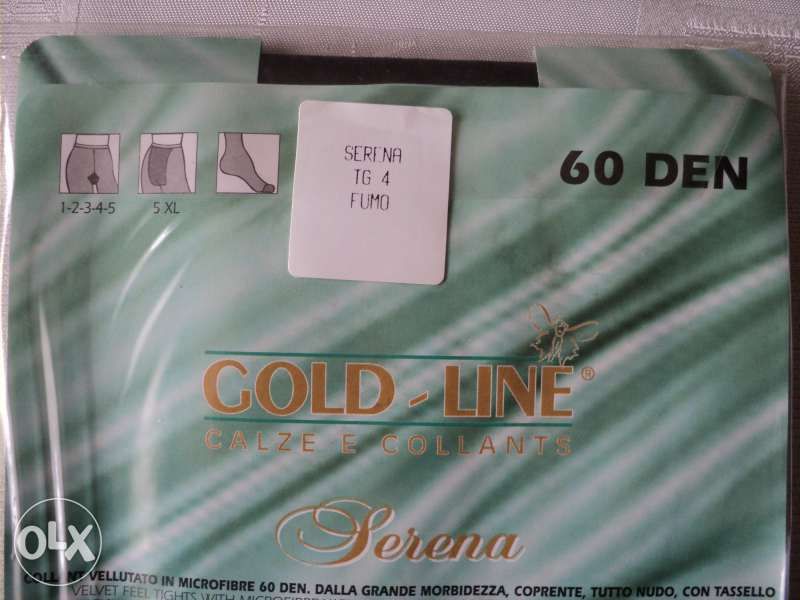 SERENA
TG 4
FUMO
60 DEN
1-2-3-4-5
5 XL
GOLD-LINE®
CALZE E COLLANTS
Serena
COLLANT VELLUTATO IN MICROFIBRE 60 DEN. DALLA GRANDE MORBIDEZZA, COPRENTE, TUTTO NUDO, CON TASSELLO
VELVET FEEL TIGHTS WITH
OLX